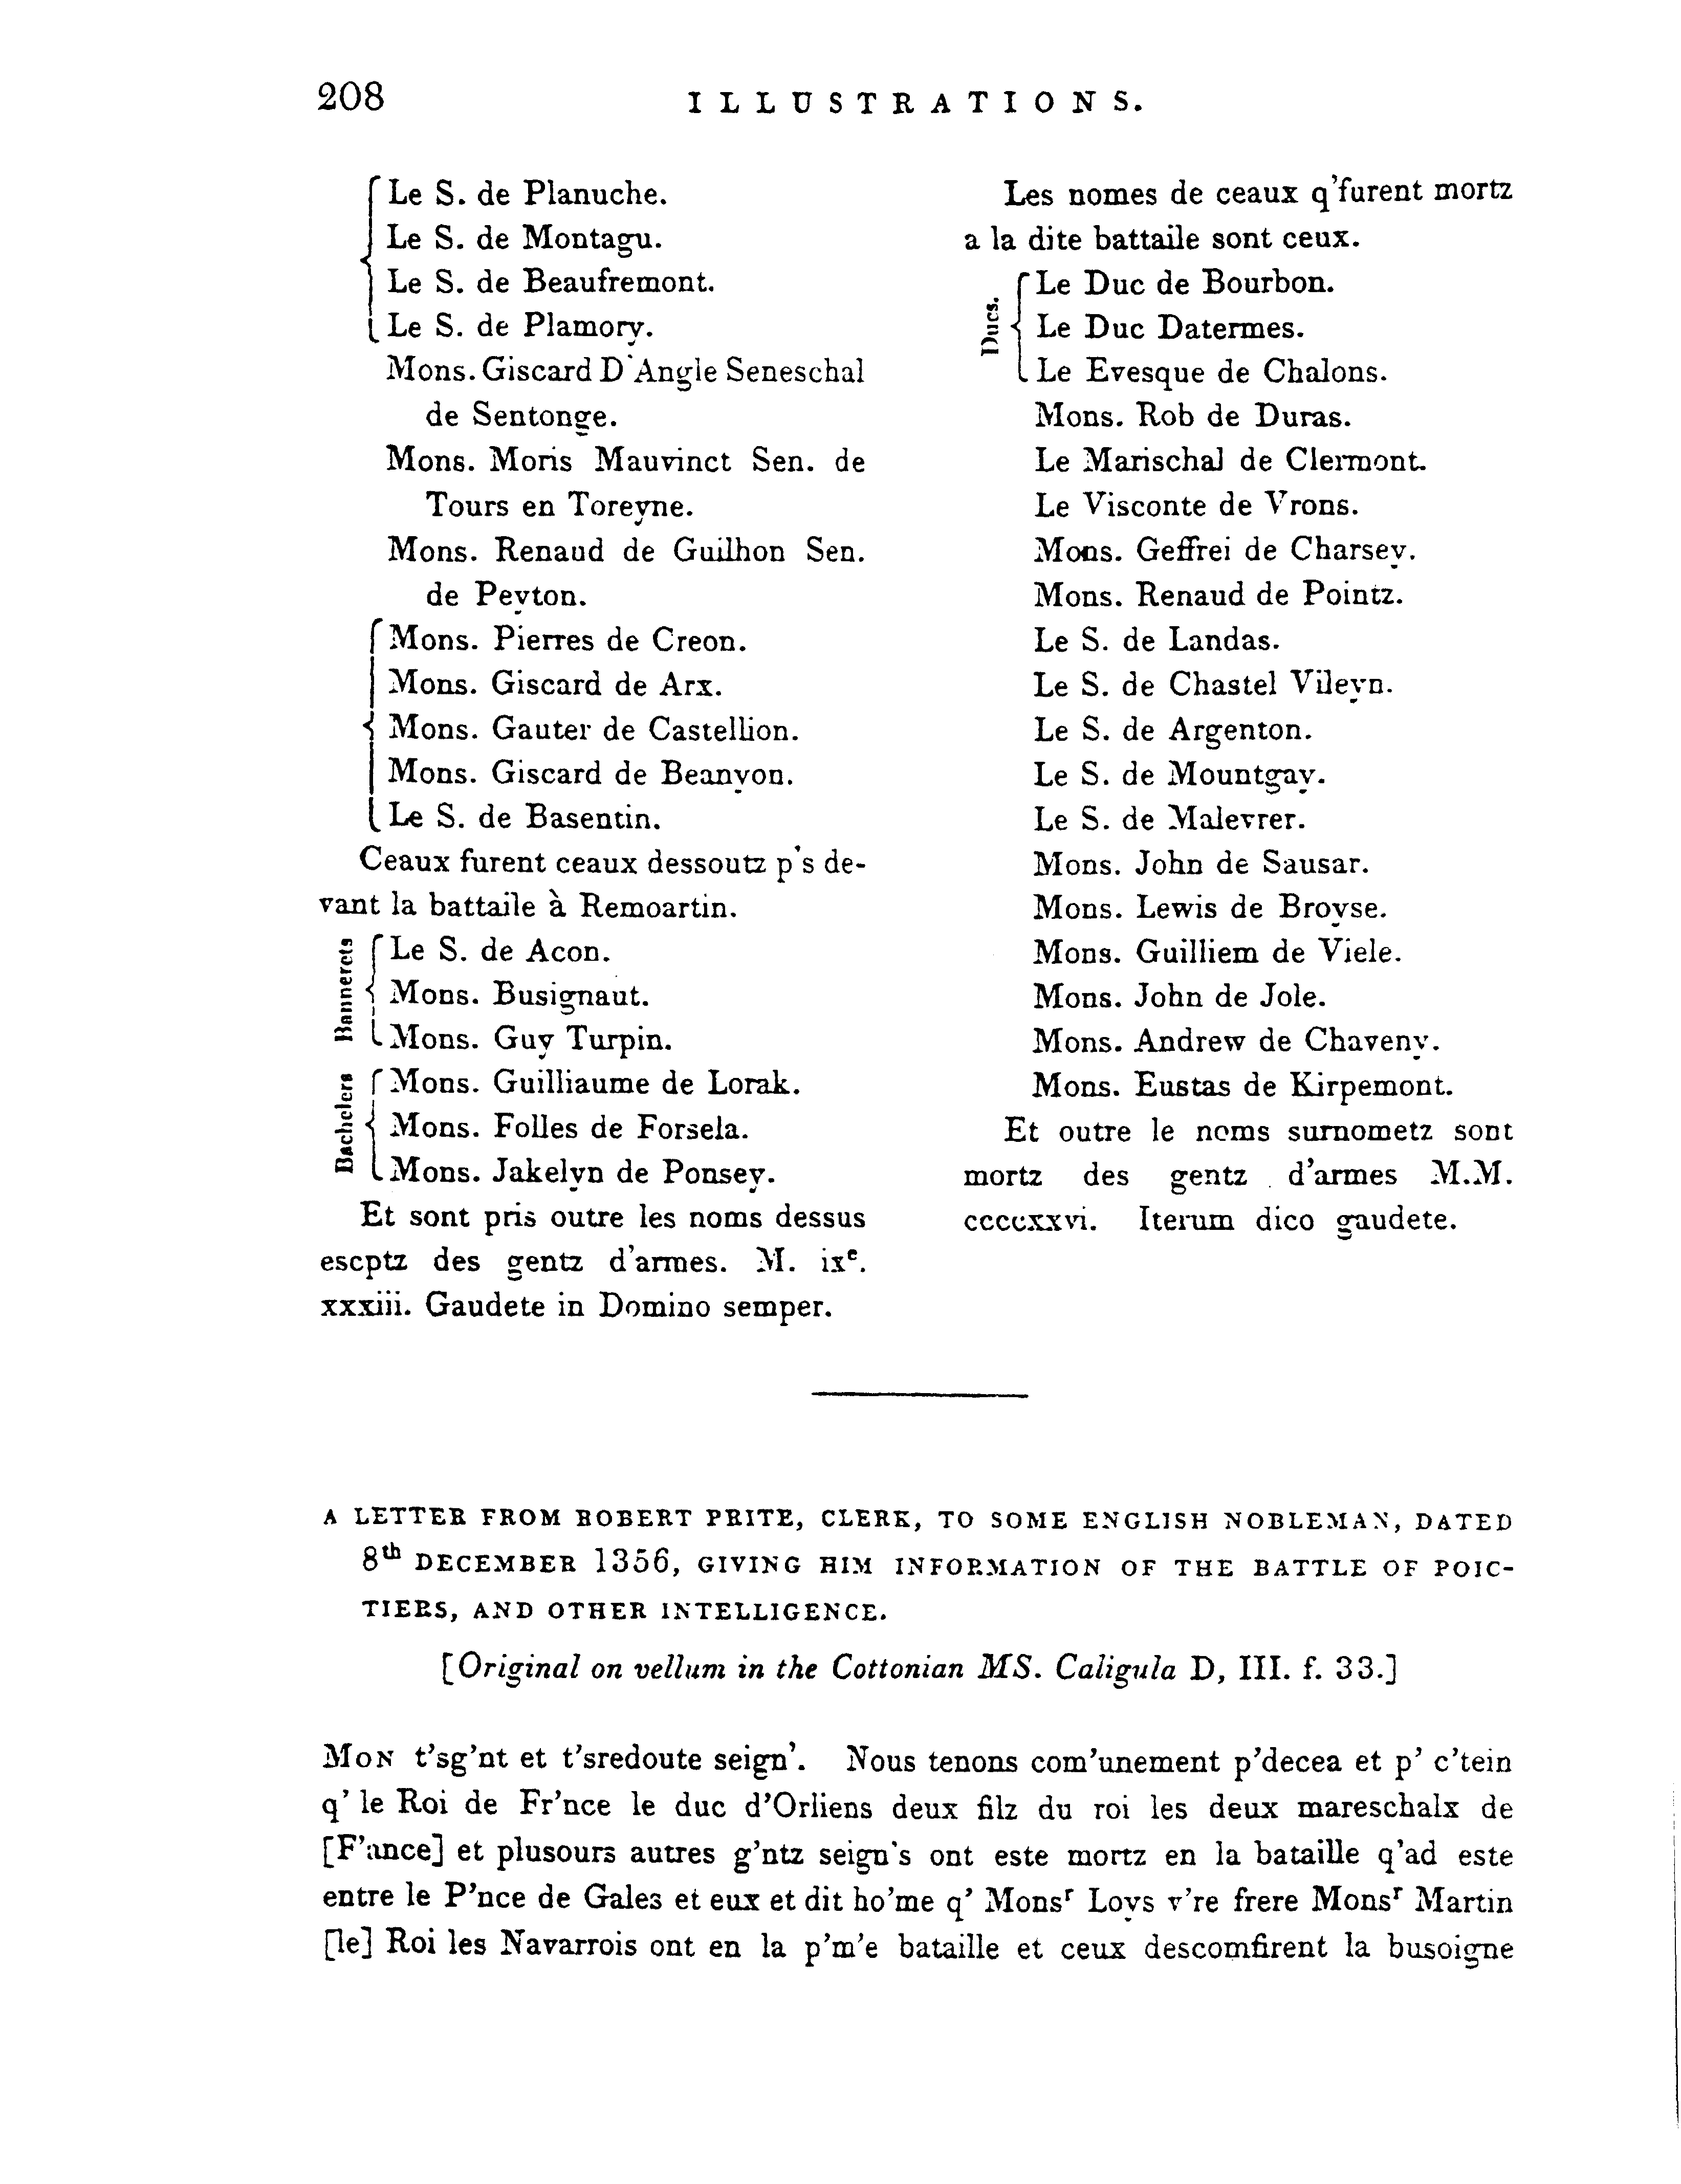 208
ILLUSTRATIONS.
Le S. de Planuche.
Le S. de Montagu.
Le S. de Beaufremont.
Le S. de Plamory.
Mons. Giscard D'Angle Seneschal
de Sentonge.
Mons. Moris Mauvinct Sen. de
Tours en Toreyne.
Mons. Renaud de Guilhon Sen.
de Peyton.
Mons. Pierres de Creon.
Mons. Giscard de Arx.
Mons. Gauter de Castellion.
Mons. Giscard de Beanyon.
Le S. de Basentin.
Ceaux furent ceaux dessoutz p's de-
vant la battaile à Remoartin.
Bannerets
Le S. de Acon.
Mons. Busignaut.
Mons. Guy Turpin.
Bachelers
Mons. Guilliaume de Lorak.
Mons. Folles de Forsela.
Mons. Jakelyn de Ponsey.
Et sont pris outre les noms dessus
escptz des gentz d'armes. M. ixᵉ.
xxxiii. Gaudete in Domino semper.
Les nomes de ceaux q'furent mortz
a la dite battaile sont ceux.
Ducs.
Le Duc de Bourbon.
Le Duc Datermes.
Le Evesque de Chalons.
Mons. Rob de Duras.
Le Marischal de Clermont.
Le Visconte de Vrons.
Mons. Geffrei de Charsey.
Mons. Renaud de Pointz.
Le S. de Landas.
Le S. de Chastel Vileyn.
Le S. de Argenton.
Le S. de Mountgay.
Le S. de Malevrer.
Mons. John de Sausar.
Mons. Lewis de Broyse.
Mons. Guilliem de Viele.
Mons. John de Jole.
Mons. Andrew de Chaveny.
Mons. Eustas de Kirpemont.
Et outre le noms surnometz sont
mortz des gentz d'armes M.M.
ccccxxvi. Iterum dico gaudete.
A LETTER FROM ROBERT PRITE, CLERK, TO SOME ENGLISH NOBLEMAN, DATED
8th DECEMBER 1356, GIVING HIM INFORMATION OF THE BATTLE OF POIC-
TIERS, AND OTHER INTELLIGENCE.
[Original on vellum in the Cottonian MS. Caligula D, III. f. 33.]
MON t'sg'nt et t'sredoute seign'. Nous tenons com'unement p'decea et p' c'tein
q' le Roi de Fr'nce le duc d'Orliens deux filz du roi les deux mareschalx de
[F'ance] et plusours autres g'ntz seign's ont este mortz en la bataille q'ad este
entre le P'nce de Gales et eux et dit ho'me q' Monsʳ Loys v're frere Monsʳ Martin
[le] Roi les Navarrois ont en la p'm'e bataille et ceux descomfirent la busoigne